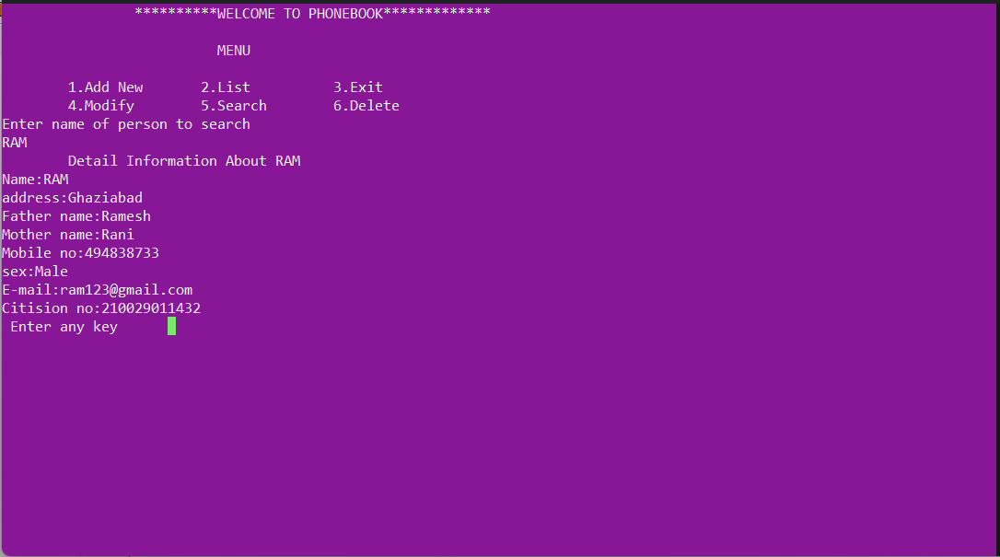 **********WELCOME TO PHONEBOOK*************
MENU
1.Add New 2.List 3.Exit
4.Modify 5.Search 6.Delete
Enter name of person to search
RAM
Detail Information About RAM
Name:RAM
address:Ghaziabad
Father name:Ramesh
Mother name:Rani
Mobile no:494838733
sex:Male
E-mail:ram123@gmail.com
Citision no:210029011432
Enter any key